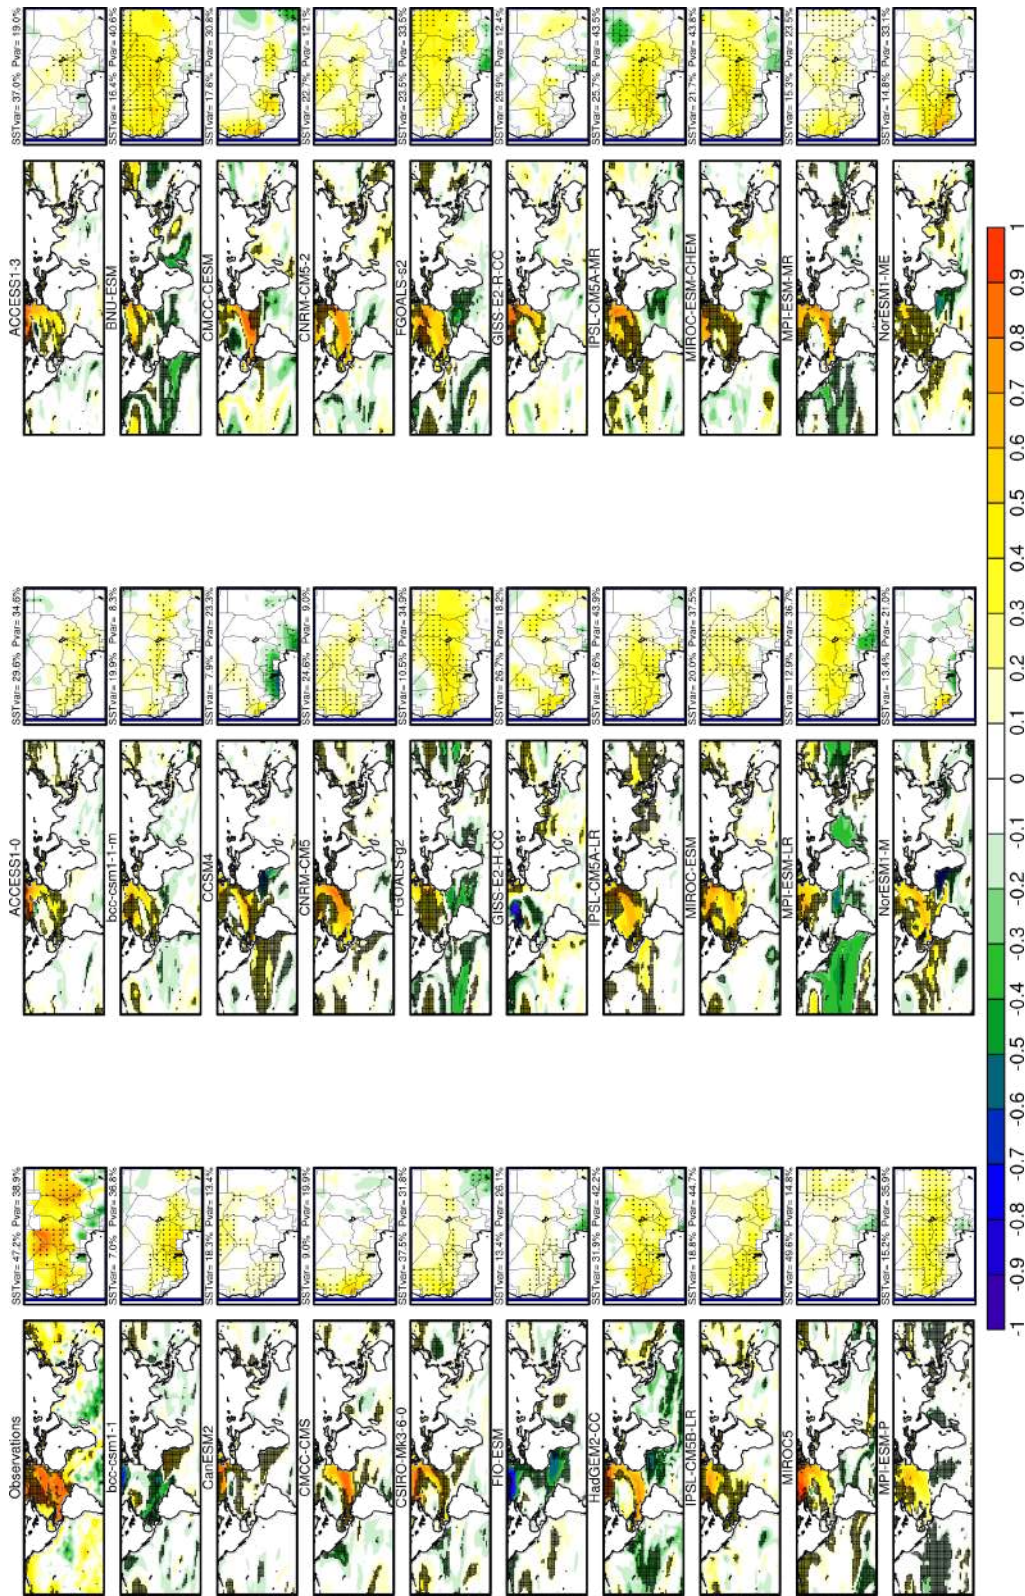 Observations SSTvar= 47.2% Pvar= 38.9% ACCESS1-0 SSTvar= 29.6% Pvar= 34.6% ACCESS1-3 SSTvar= 37.0% Pvar= 19.0%
bcc-csm1-1 SSTvar= 7.0% Pvar= 36.8% bcc-csm1-1-m SSTvar= 19.9% Pvar= 8.3% BNU-ESM SSTvar= 16.4% Pvar= 40.6%
CanESM2 SSTvar= 18.3% Pvar= 13.4% CCSM4 SSTvar= 7.9% Pvar= 23.3% CMCC-CESM SSTvar= 17.6% Pvar= 30.8%
CMCC-CMS SSTvar= 9.0% Pvar= 19.9% CNRM-CM5 SSTvar= 24.6% Pvar= 9.0% CNRM-CM5-2 SSTvar= 22.7% Pvar= 12.1%
CSIRO-Mk3-6-0 SSTvar= 27.5% Pvar= 31.8% FGOALS-g2 SSTvar= 10.5% Pvar= 34.9% FGOALS-s2 SSTvar= 23.5% Pvar= 33.5%
FIO-ESM SSTvar= 13.4% Pvar= 26.1% GISS-E2-H-CC SSTvar= 26.7% Pvar= 18.2% GISS-E2-R-CC SSTvar= 26.9% Pvar= 12.4%
HadGEM2-CC SSTvar= 31.9% Pvar= 42.2% IPSL-CM5A-LR SSTvar= 17.6% Pvar= 43.9% IPSL-CM5A-MR SSTvar= 25.7% Pvar= 43.5%
IPSL-CM5B-LR SSTvar= 18.8% Pvar= 44.7% MIROC-ESM SSTvar= 20.0% Pvar= 37.5% MIROC-ESM-CHEM SSTvar= 21.7% Pvar= 43.8%
MIROC5 SSTvar= 49.6% Pvar= 14.8% MPI-ESM-LR SSTvar= 12.9% Pvar= 36.7% MPI-ESM-MR SSTvar= 15.3% Pvar= 23.5%
MPI-ESM-P SSTvar= 15.2% Pvar= 35.9% NorESM1-M SSTvar= 13.4% Pvar= 21.0% NorESM1-ME SSTvar= 14.8% Pvar= 33.1%
-1 -0.9 -0.8 -0.7 -0.6 -0.5 -0.4 -0.3 -0.2 -0.1 0 0.1 0.2 0.3 0.4 0.5 0.6 0.7 0.8 0.9 1